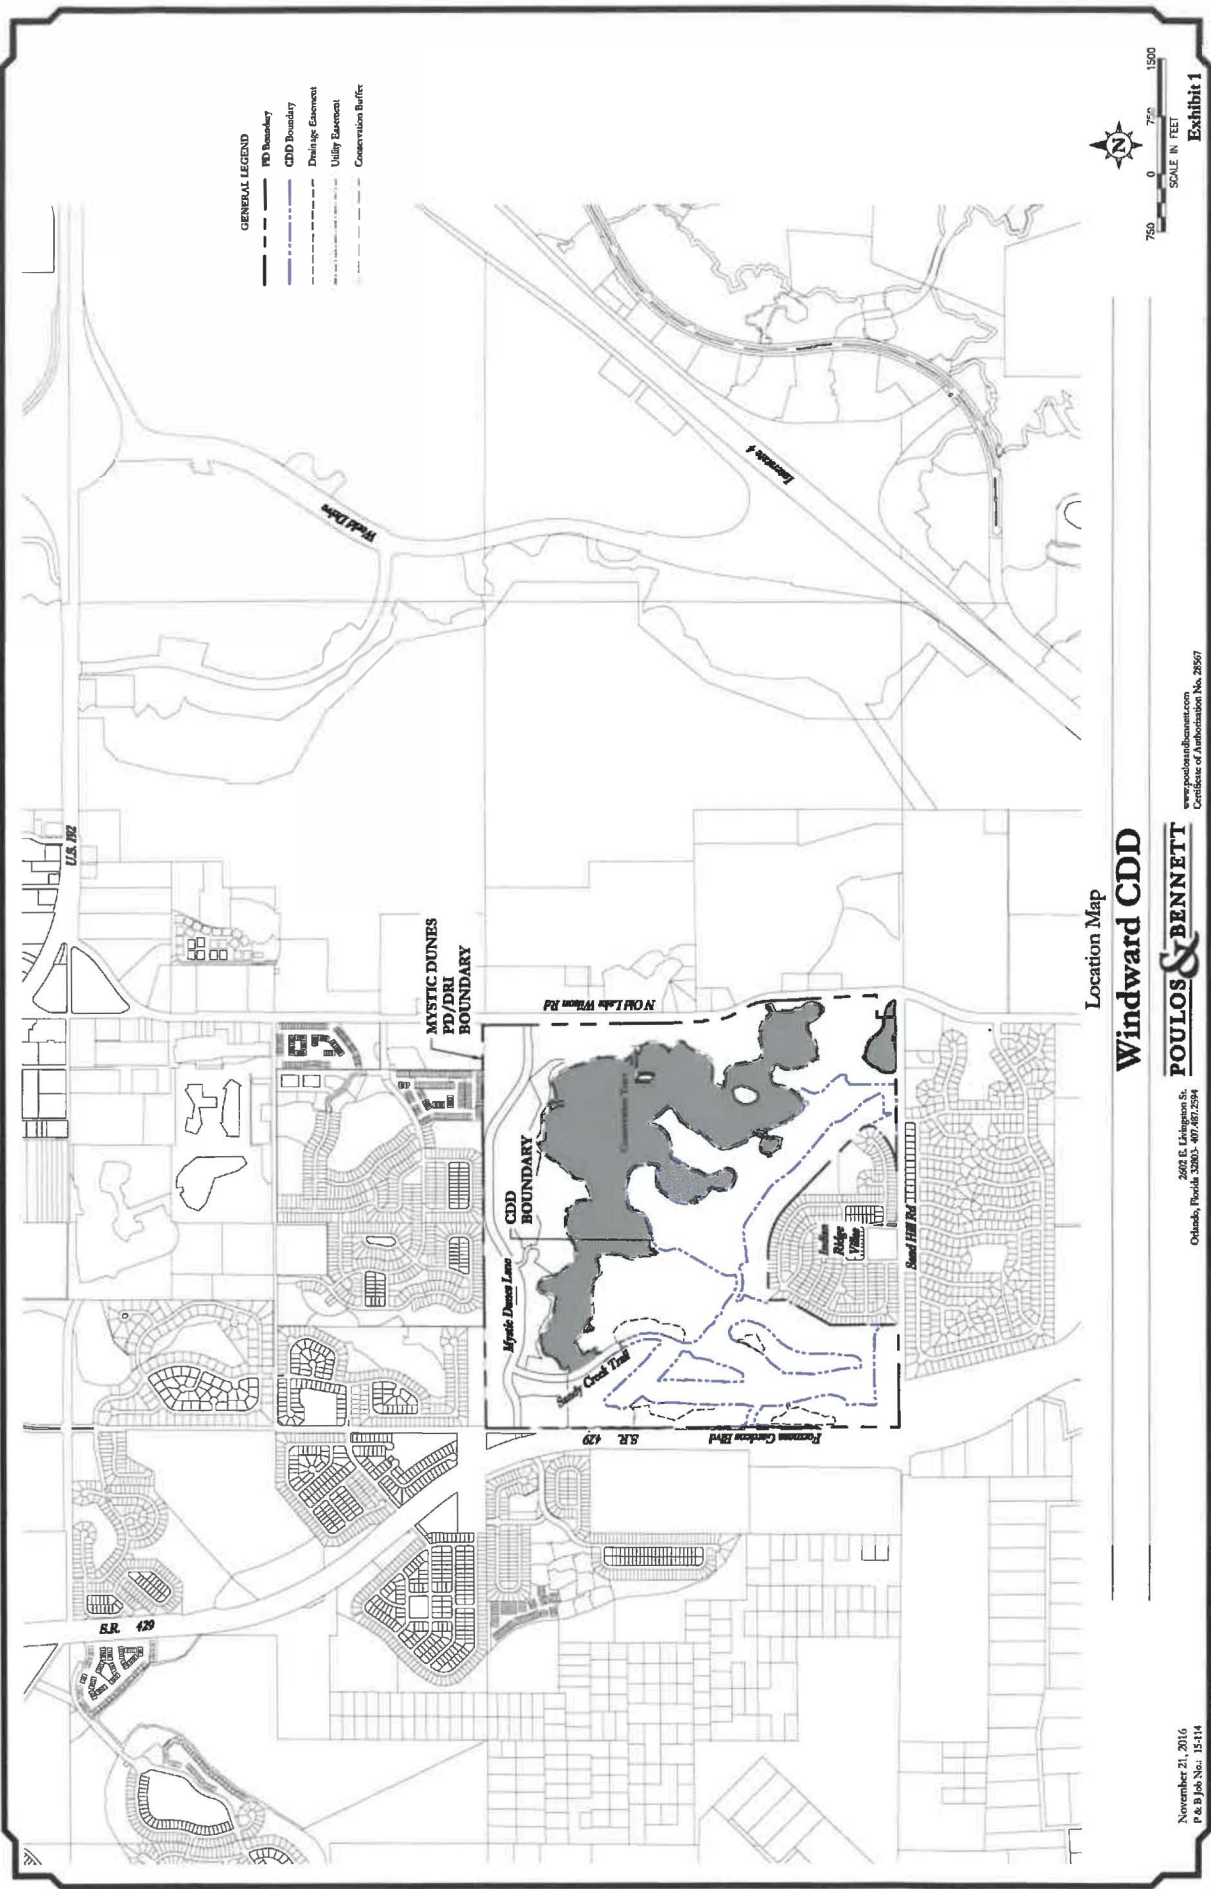 GENERAL LEGEND
PD Boundary
CDD Boundary
Drainage Easement
Utility Easement
Conservation Buffer
U.S. 192
World Drive
Interstate 4
MYSTIC DUNES
PD/DRI
BOUNDARY
N Old Lake Wilson Rd
CDD
BOUNDARY
Mystic Dunes Lane
Conservation Tract
Sandy Creek Trail
Indian
Ridge
Villas
Sand Hill Rd
S.R. 429
Formosa Gardens Blvd
S.R. 429
N
750 0 750 1500
SCALE IN FEET
Exhibit 1
Location Map
Windward CDD
POULOS & BENNETT
2602 E. Livingston St.
Orlando, Florida 32803- 407.487.2594
www.poulosandbennett.com
Certificate of Authorization No. 28567
November 21, 2016
P & B Job No.: 15-114